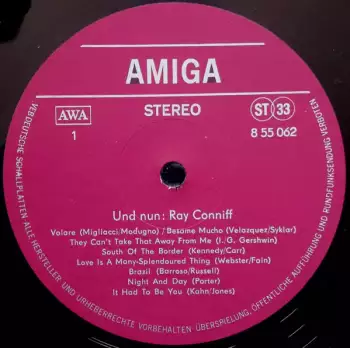 AMIGA
STEREO
AWA
1
ST 33
8 55 062
Und nun: Ray Conniff
Volare (Migliacci/Modugno) / Besame Mucho (Velazquez/Syklar)
They Can't Take That Away From Me (I./G. Gershwin)
South Of The Border (Kennedy/Carr)
Love Is A Many-Splendoured Thing (Webster/Fain)
Brazil (Barroso/Russell)
Night And Day (Porter)
It Had To Be You (Kahn/Jones)
VEB DEUTSCHE SCHALLPLATTEN ALLE HERSTELLER UND URHEBERRECHTE VORBEHALTEN · ÜBERSPIELUNG, ÖFFENTLICHE AUFFÜHRUNG UND RUNDFUNKSENDUNG VERBOTEN